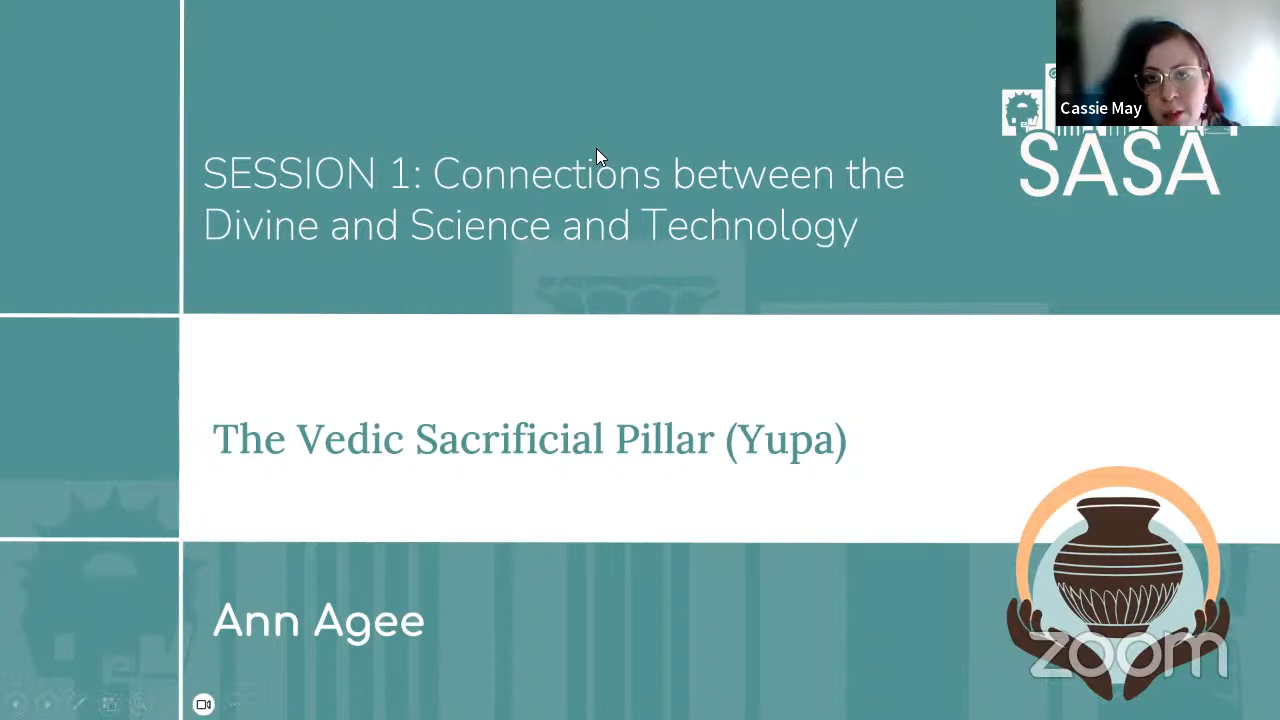 Cassie May
SASA
SESSION 1: Connections between the
Divine and Science and Technology
The Vedic Sacrificial Pillar (Yupa)
Ann Agee
zoom